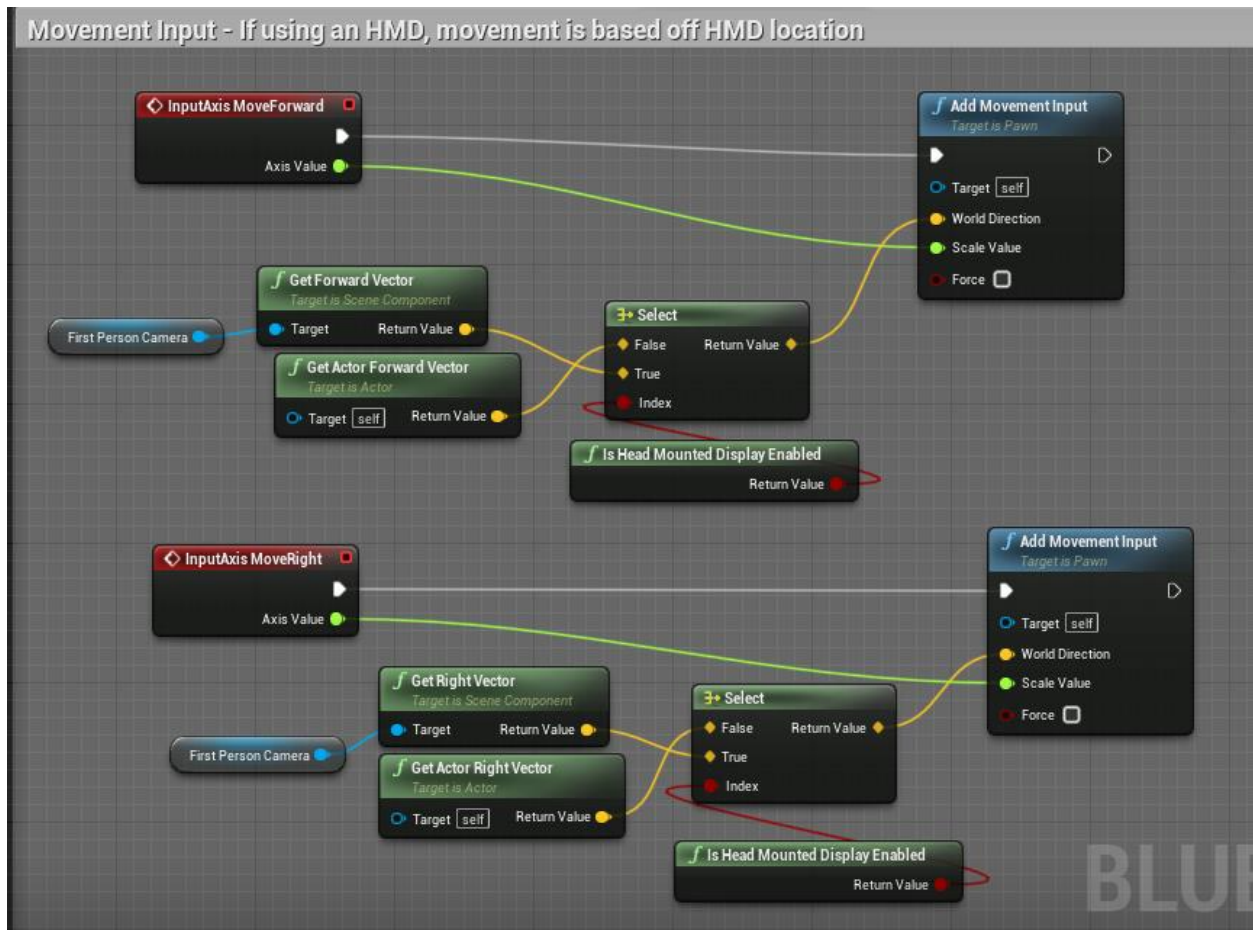 Movement Input - If using an HMD, movement is based off HMD location
InputAxis MoveForward
Axis Value
Add Movement Input
Target is Pawn
Target self
World Direction
Scale Value
Force
Get Forward Vector
Target is Scene Component
Target Return Value
First Person Camera
Get Actor Forward Vector
Target is Actor
Target self Return Value
Select
False Return Value
True
Index
Is Head Mounted Display Enabled
Return Value
InputAxis MoveRight
Axis Value
Add Movement Input
Target is Pawn
Target self
World Direction
Scale Value
Force
Get Right Vector
Target is Scene Component
Target Return Value
First Person Camera
Get Actor Right Vector
Target is Actor
Target self Return Value
Select
False Return Value
True
Index
Is Head Mounted Display Enabled
Return Value
BLUE